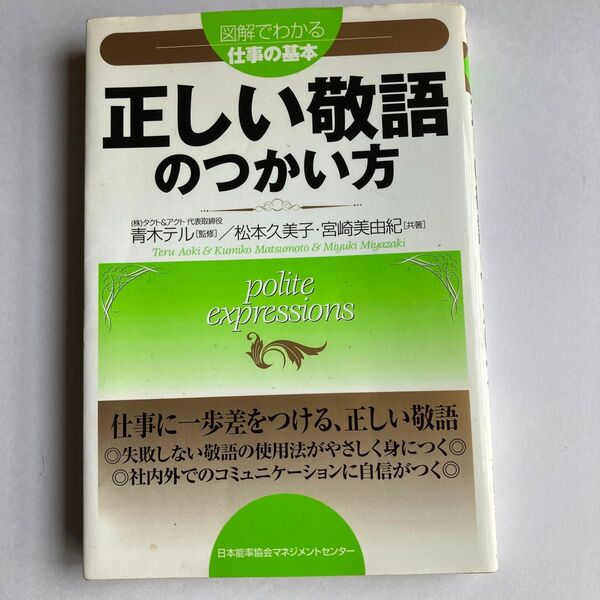 図解でわかる
仕事の基本
正しい敬語
のつかい方
(株)タクト&アクト 代表取締役
青木テル[監修]/松本久美子・宮崎美由紀[共著]
Teru Aoki & Kumiko Matsumoto & Miyuki Miyazaki
polite
expressions
仕事に一歩差をつける、正しい敬語
◎失敗しない敬語の使用法がやさしく身につく◎
◎社内外でのコミュニケーションに自信がつく◎
日本能率協会マネジメントセンター